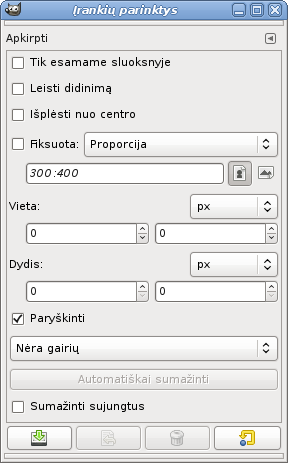 Įrankių parinktys
Apkirpti
Tik esamame sluoksnyje
Leisti didinimą
Išplėsti nuo centro
Fiksuota: Proporcija
300:400
Vieta: px
0 0
Dydis: px
0 0
Paryškinti
Nėra gairių
Automatiškai sumažinti
Sumažinti sujungtus